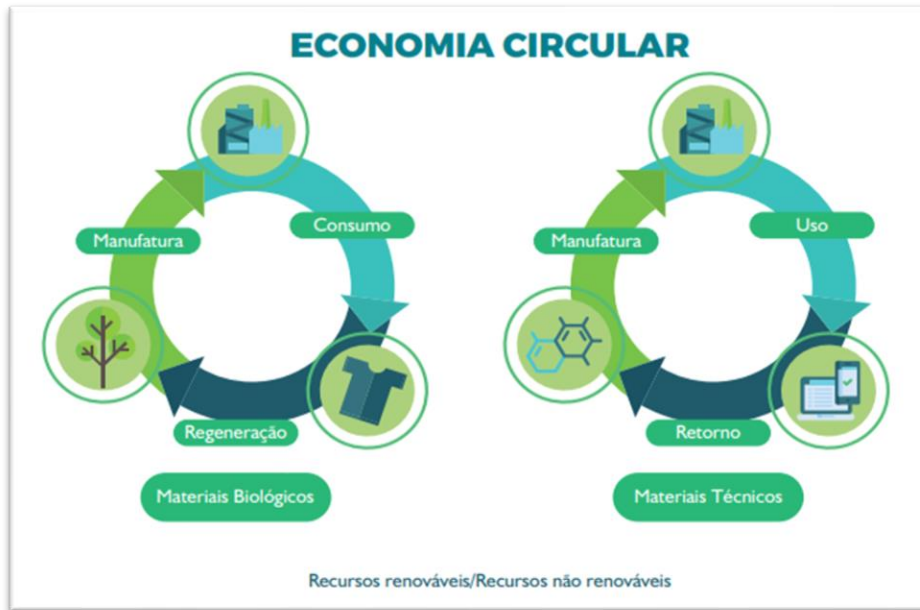 ECONOMIA CIRCULAR
Manufatura
Consumo
Regeneração
Materiais Biológicos
Manufatura
Uso
Retorno
Materiais Técnicos
Recursos renováveis/Recursos não renováveis